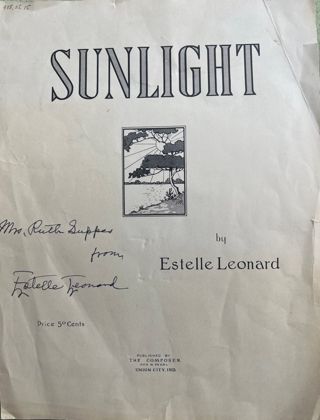 SUNLIGHT
Mrs. Ruth Suppes
from
Estelle Leonard
by
Estelle Leonard
Price 50 Cents
PUBLISHED BY
THE COMPOSER
UNION CITY, IND.